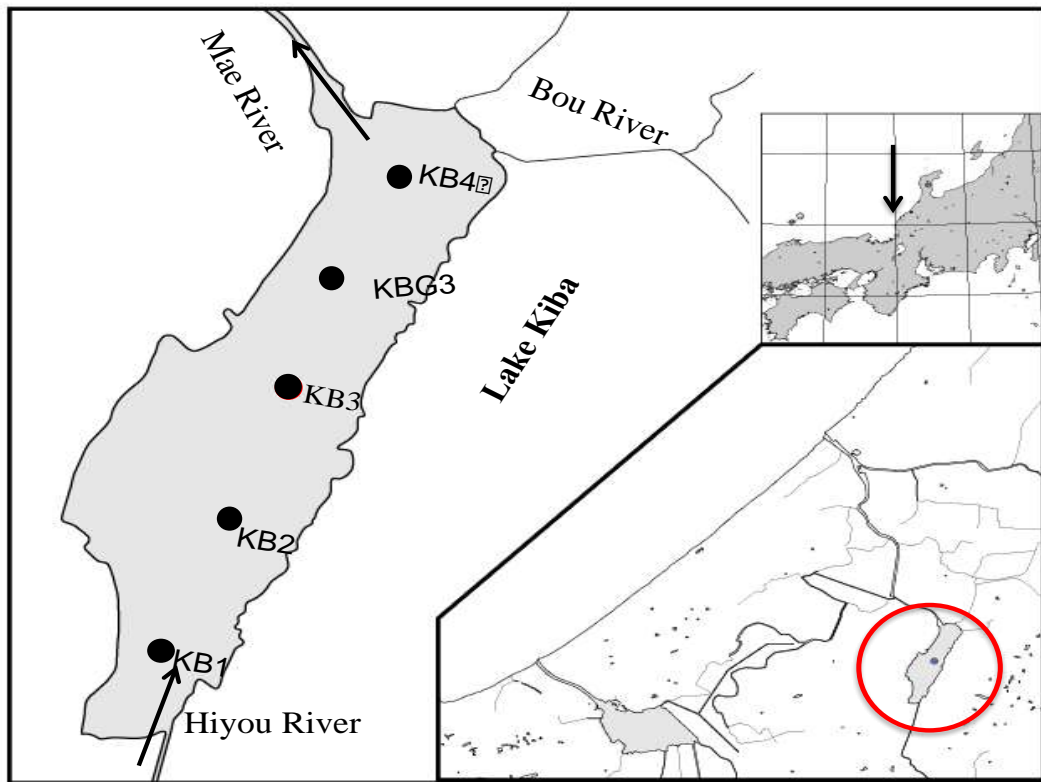 Mae River
Bou River
KB4
KBG3
Lake Kiba
KB3
KB2
KB1
Hiyou River